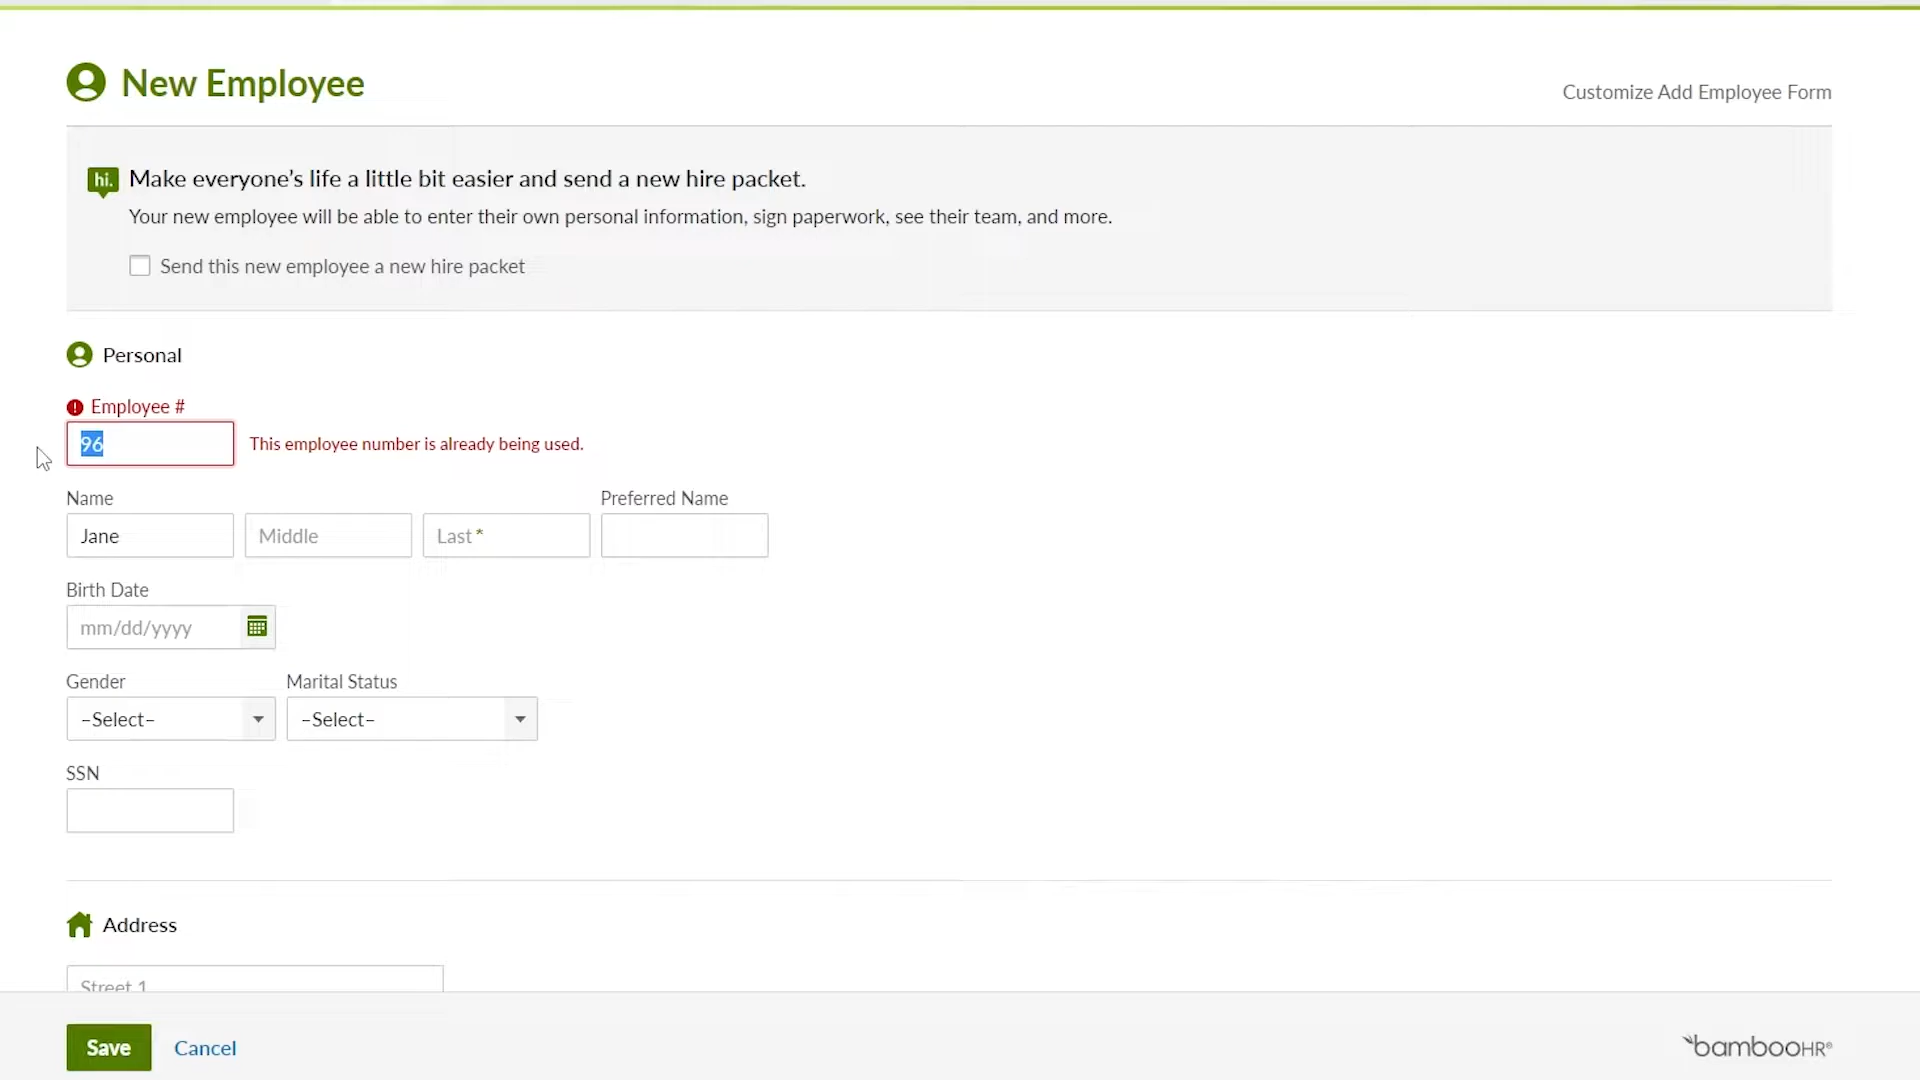 New Employee
Customize Add Employee Form
hi. Make everyone’s life a little bit easier and send a new hire packet.
Your new employee will be able to enter their own personal information, sign paperwork, see their team, and more.
Send this new employee a new hire packet
Personal
Employee #
96 This employee number is already being used.
Name Preferred Name
Jane Middle Last*
Birth Date
mm/dd/yyyy
Gender Marital Status
–Select– –Select–
SSN
Address
Street 1
Save Cancel bambooHR®